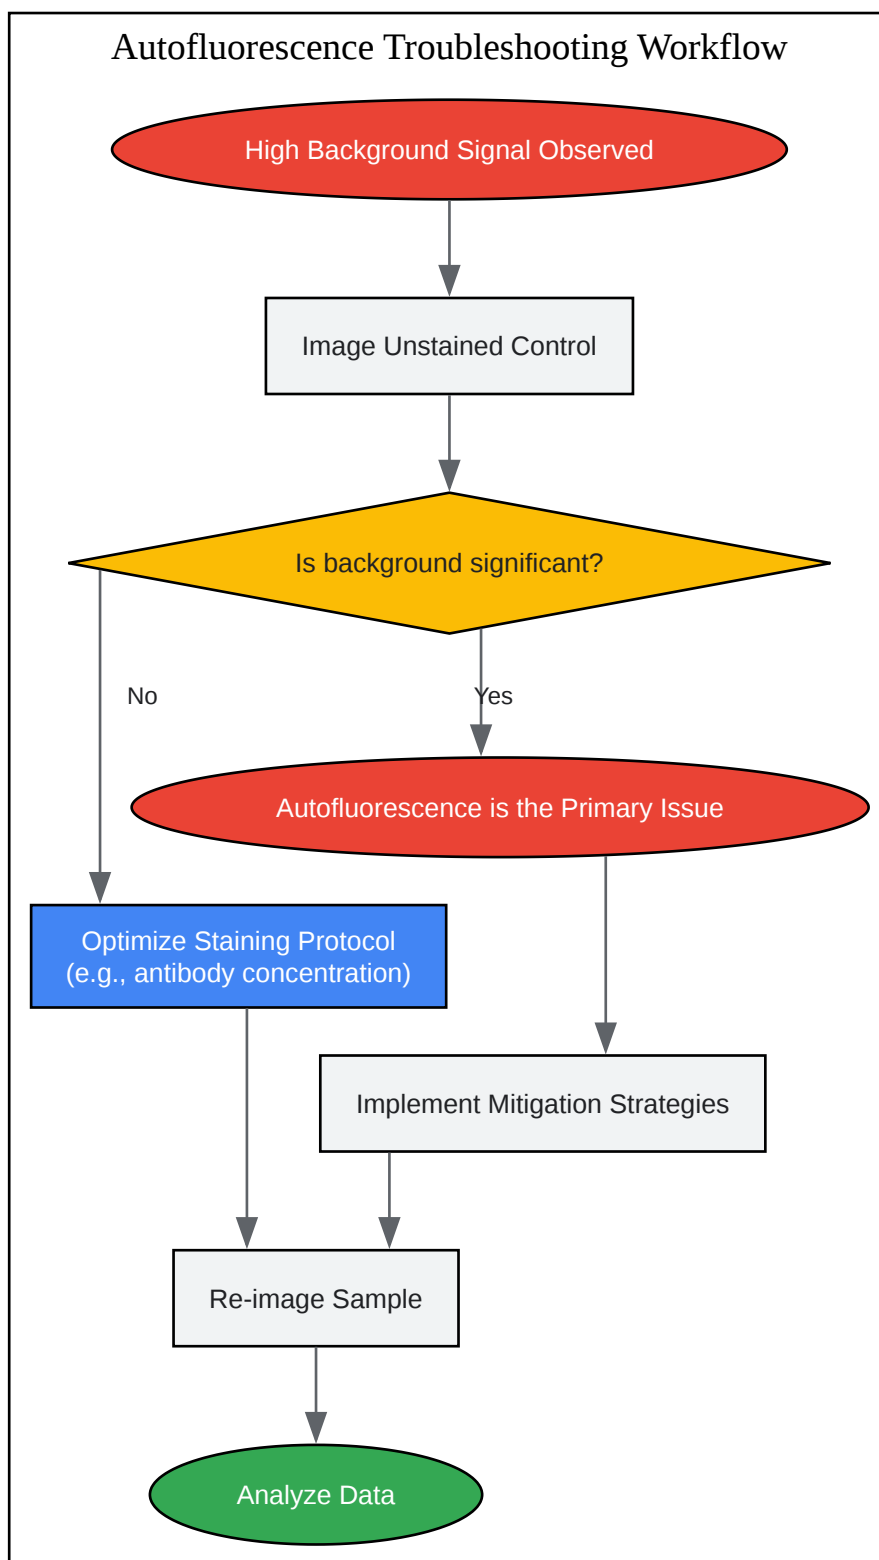 Autofluorescence Troubleshooting Workflow
High Background Signal Observed
Image Unstained Control
Is background significant?
No
Yes
Autofluorescence is the Primary Issue
Optimize Staining Protocol
(e.g., antibody concentration)
Implement Mitigation Strategies
Re-image Sample
Analyze Data